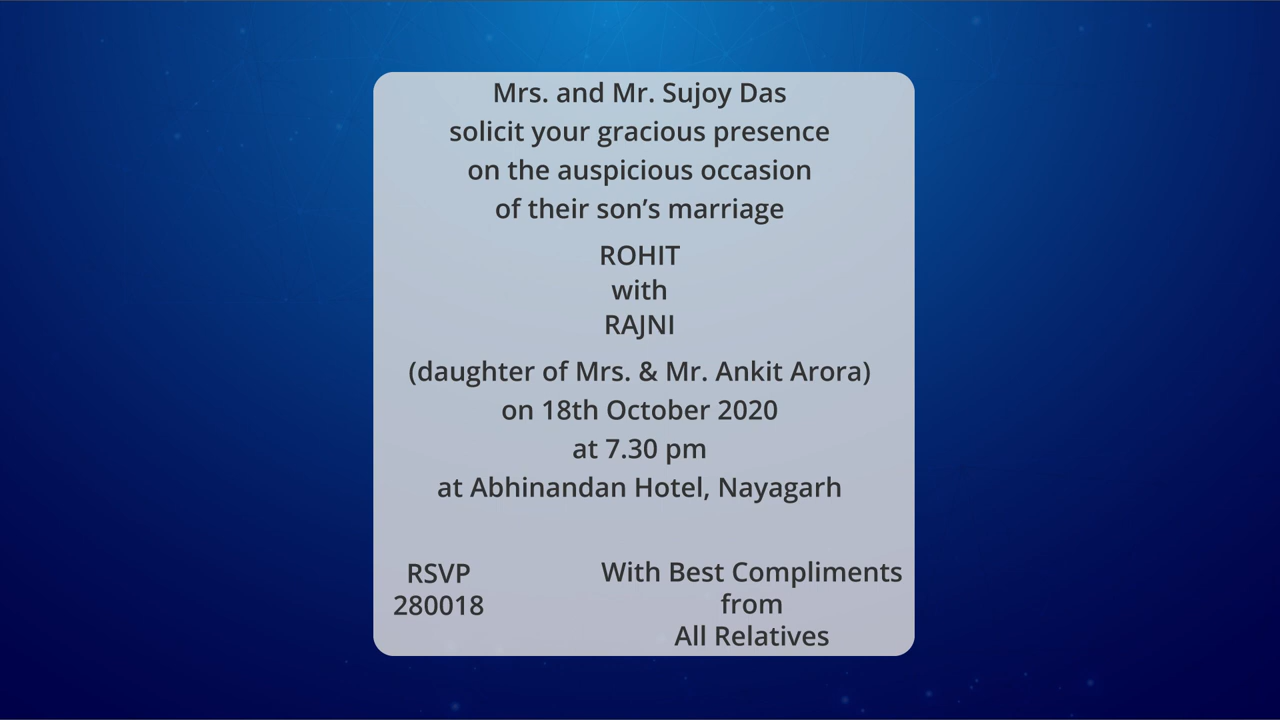 Mrs. and Mr. Sujoy Das
solicit your gracious presence
on the auspicious occasion
of their son’s marriage
ROHIT
with
RAJNI
(daughter of Mrs. & Mr. Ankit Arora)
on 18th October 2020
at 7.30 pm
at Abhinandan Hotel, Nayagarh
RSVP
280018
With Best Compliments
from
All Relatives